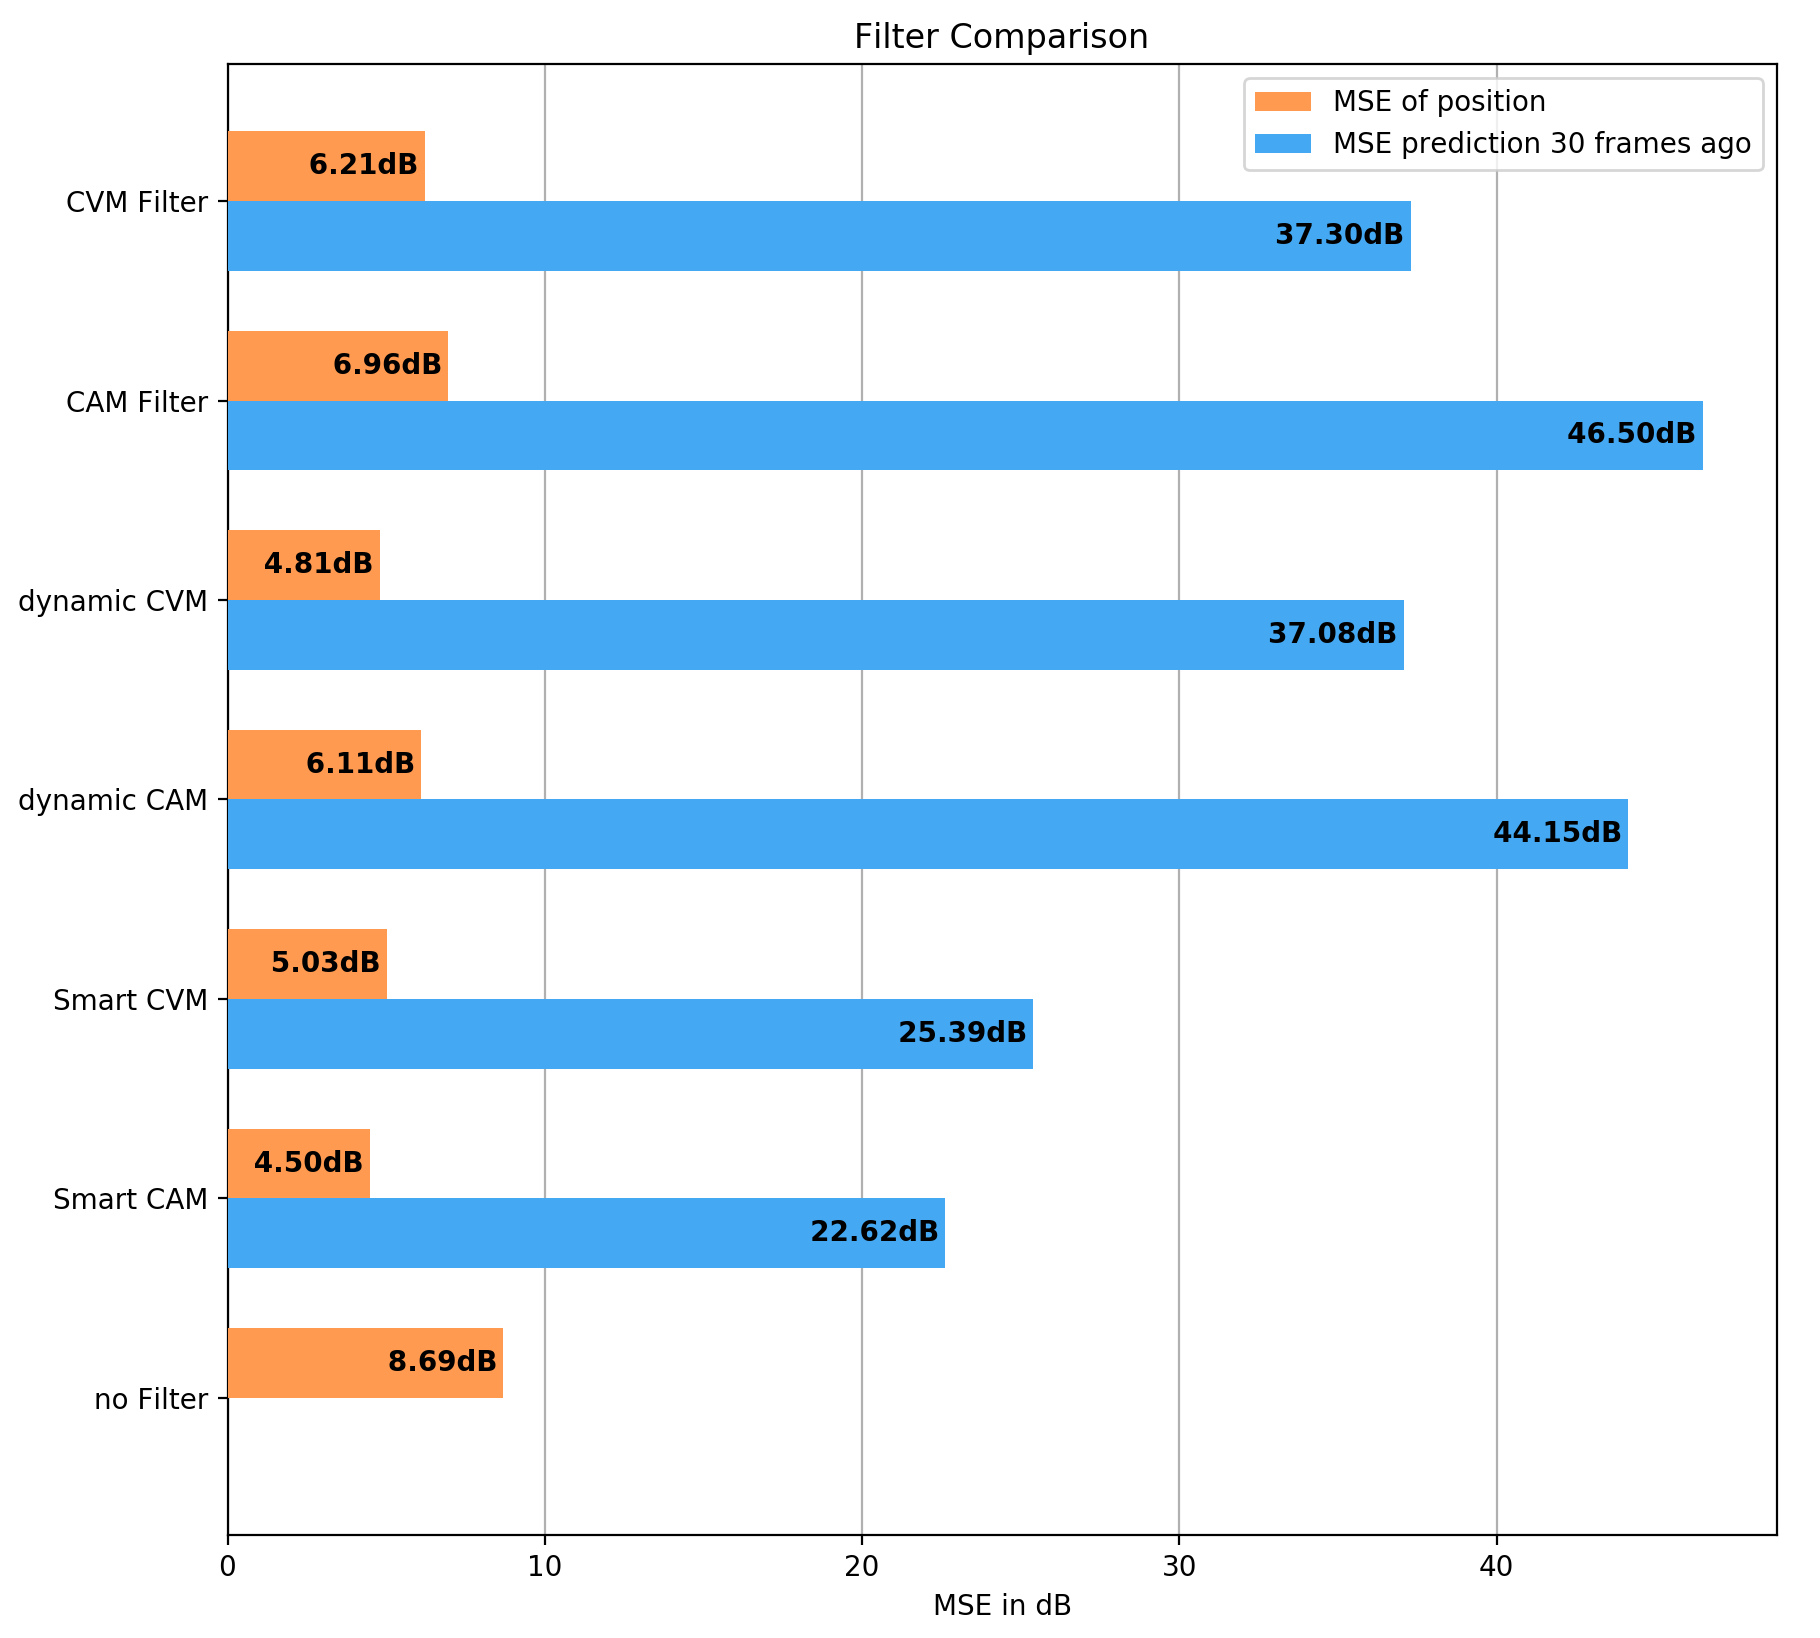 Filter Comparison
MSE of position
MSE prediction 30 frames ago
CVM Filter
6.21dB
37.30dB
CAM Filter
6.96dB
46.50dB
dynamic CVM
4.81dB
37.08dB
dynamic CAM
6.11dB
44.15dB
Smart CVM
5.03dB
25.39dB
Smart CAM
4.50dB
22.62dB
no Filter
8.69dB
0 10 20 30 40
MSE in dB